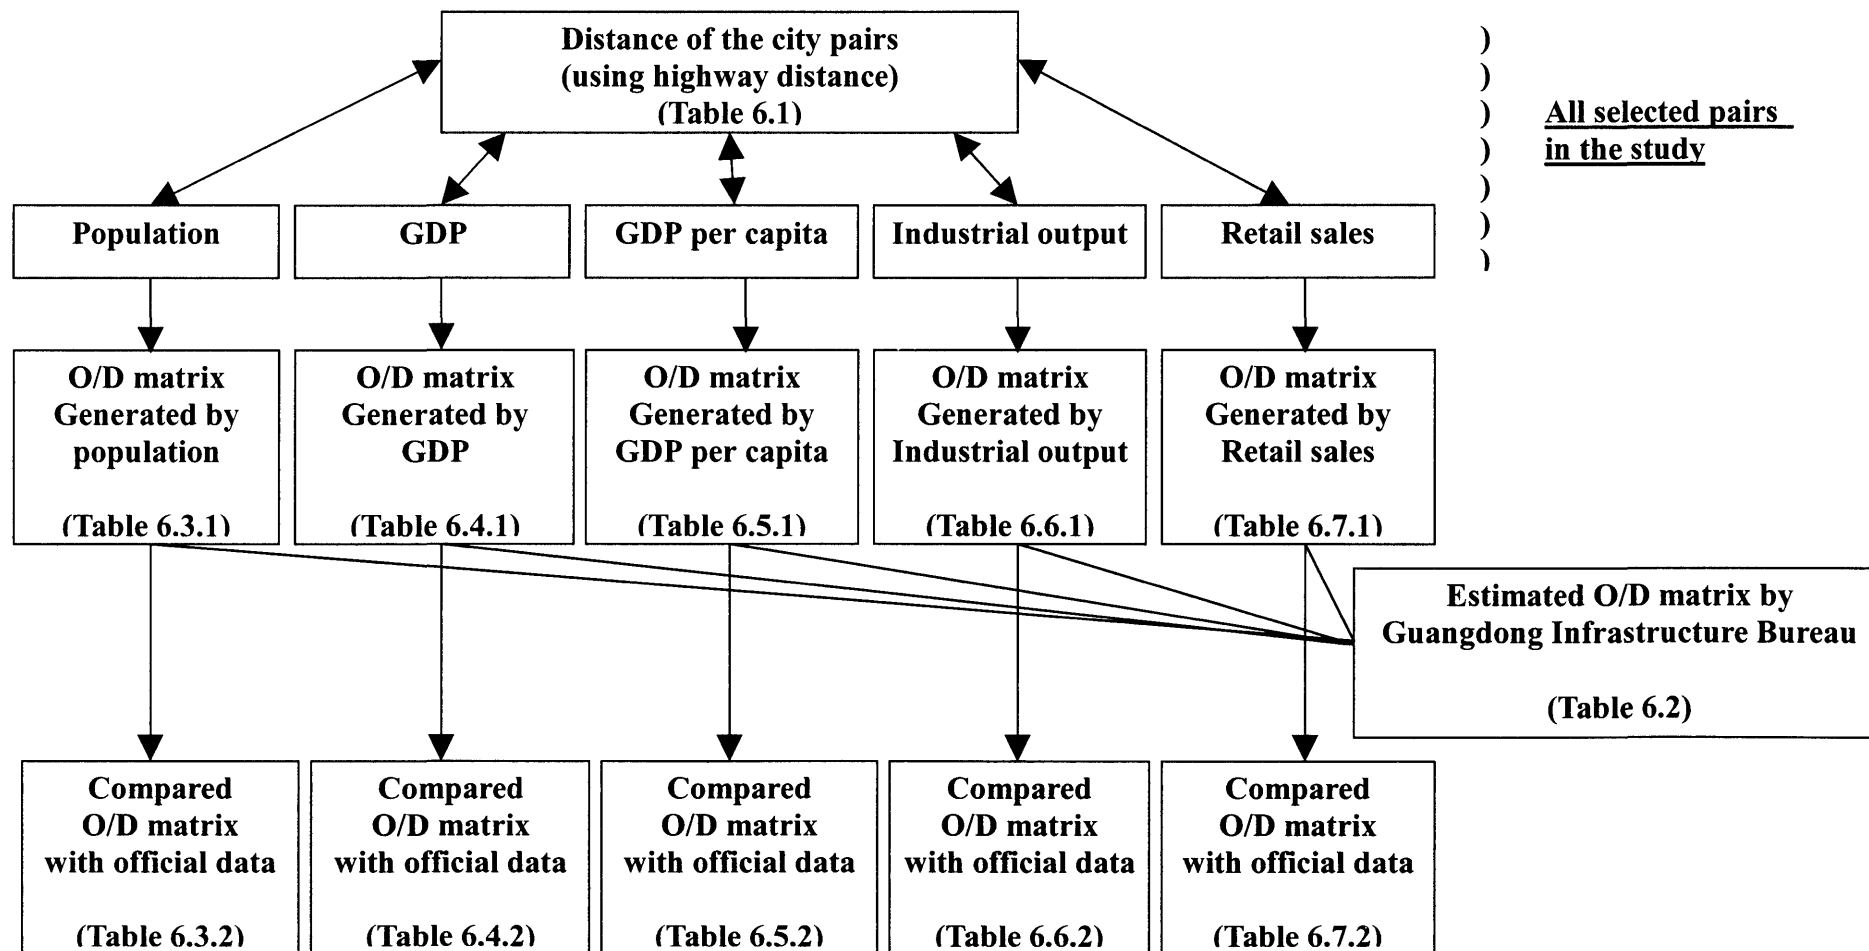 Distance of the city pairs
(using highway distance)
(Table 6.1)
)
)
)
)
)
)
)
All selected pairs
in the study
Population
GDP
GDP per capita
Industrial output
Retail sales
O/D matrix
Generated by
population
(Table 6.3.1)
O/D matrix
Generated by
GDP
(Table 6.4.1)
O/D matrix
Generated by
GDP per capita
(Table 6.5.1)
O/D matrix
Generated by
Industrial output
(Table 6.6.1)
O/D matrix
Generated by
Retail sales
(Table 6.7.1)
Estimated O/D matrix by
Guangdong Infrastructure Bureau
(Table 6.2)
Compared
O/D matrix
with official data
(Table 6.3.2)
Compared
O/D matrix
with official data
(Table 6.4.2)
Compared
O/D matrix
with official data
(Table 6.5.2)
Compared
O/D matrix
with official data
(Table 6.6.2)
Compared
O/D matrix
with official data
(Table 6.7.2)